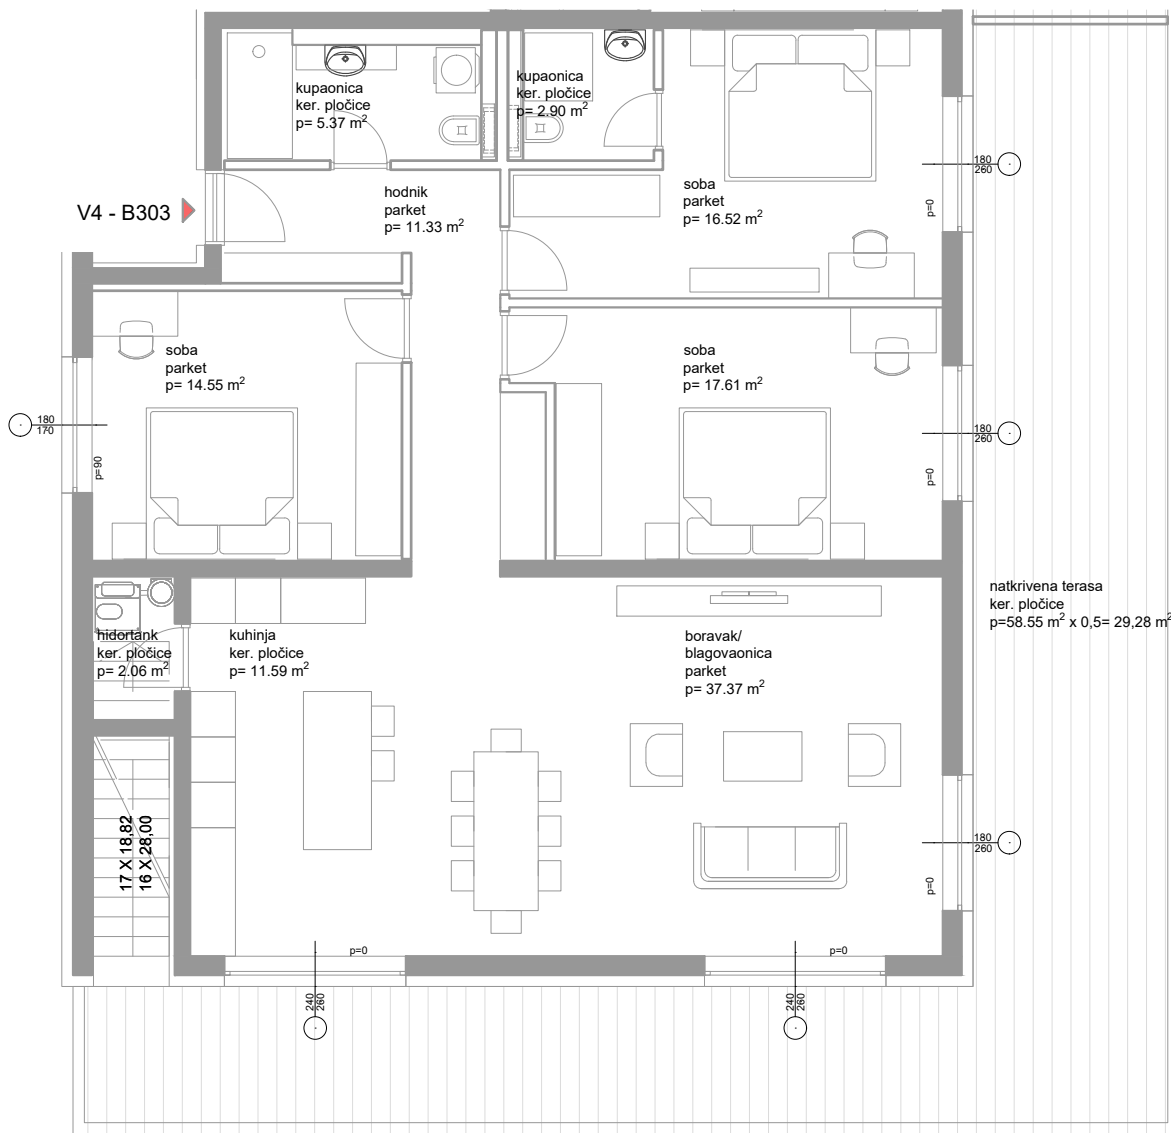 kupaonica
ker. pločice
p= 5.37 m²
kupaonica
ker. pločice
p= 2.90 m²
V4 - B303
hodnik
parket
p= 11.33 m²
soba
parket
p= 16.52 m²
180
260
p=0
soba
parket
p= 14.55 m²
180
170
p=90
soba
parket
p= 17.61 m²
180
260
p=0
hidortank
ker. pločice
p= 2.06 m²
kuhinja
ker. pločice
p= 11.59 m²
boravak/
blagovaonica
parket
p= 37.37 m²
natkrivena terasa
ker. pločice
p=58.55 m² x 0,5= 29,28 m²
17 X 18,82
16 X 28,00
180
260
p=0
p=0
240
260
p=0
240
260